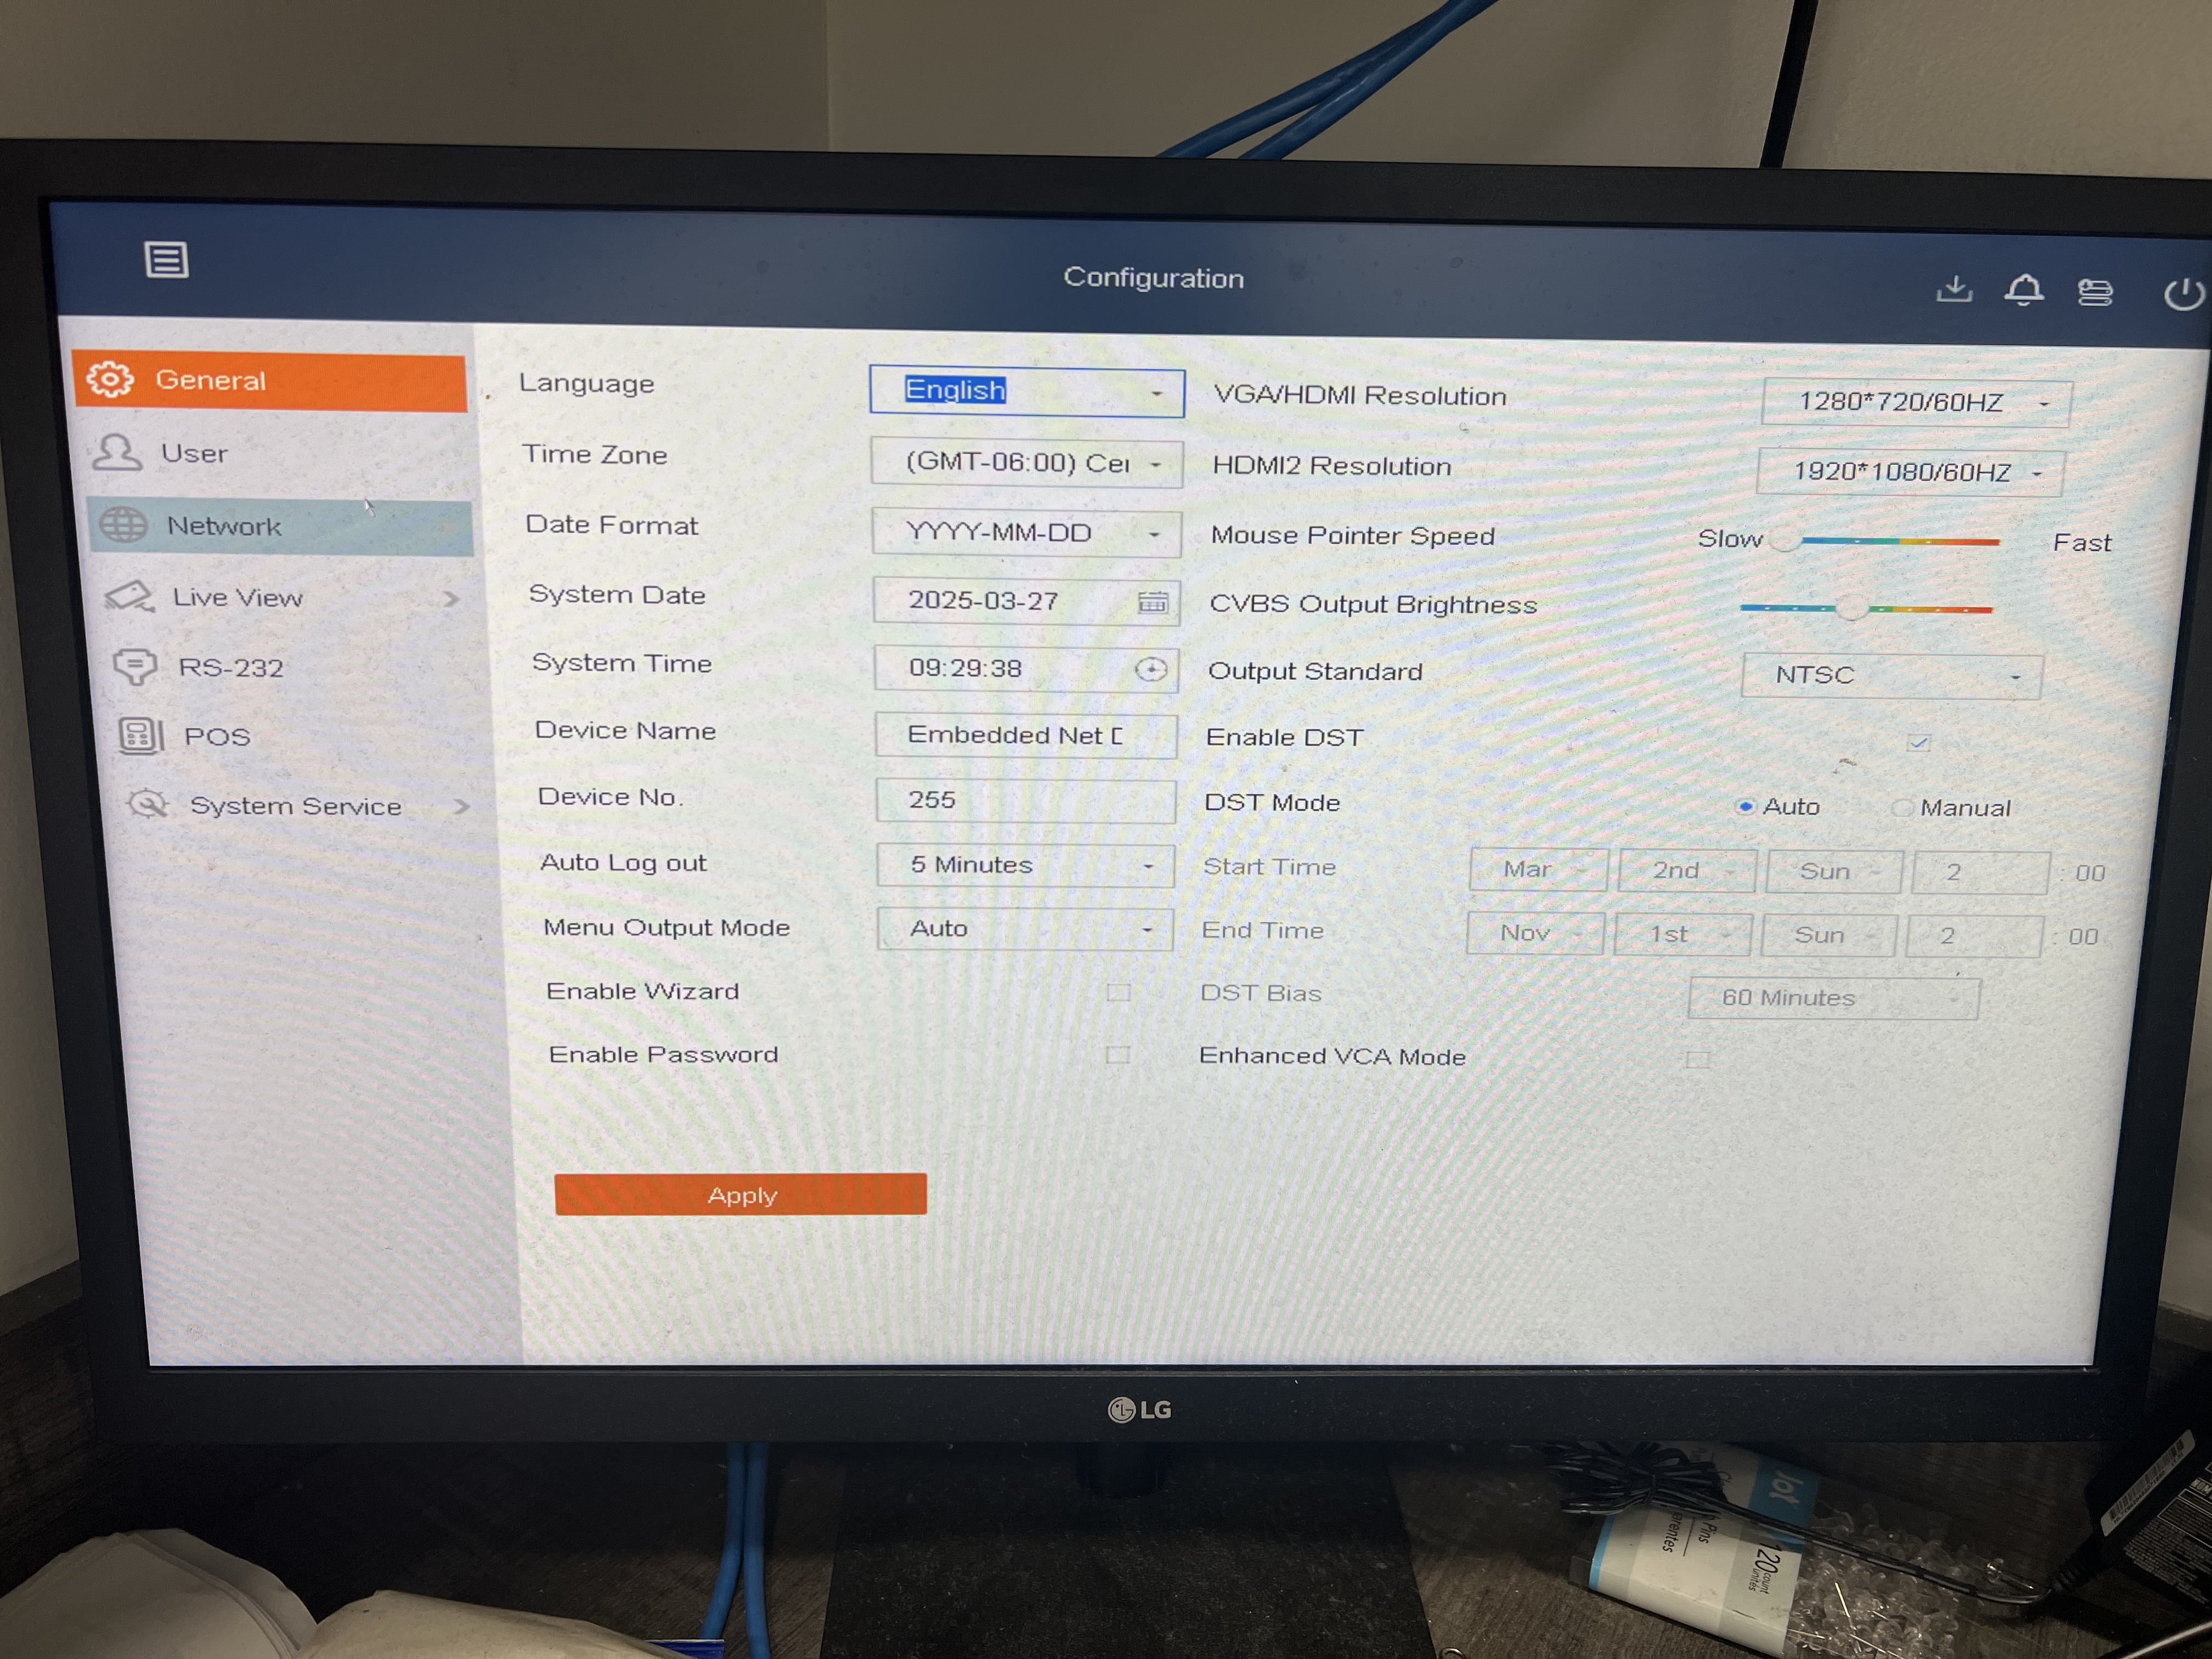 Configuration
General
User
Network
Live View
RS-232
POS
System Service
Language English
Time Zone (GMT-06:00) Cei
Date Format YYYY-MM-DD
System Date 2025-03-27
System Time 09:29:38
Device Name Embedded Net D
Device No. 255
Auto Log out 5 Minutes
Menu Output Mode Auto
Enable Wizard
Enable Password
VGA/HDMI Resolution 1280*720/60HZ
HDMI2 Resolution 1920*1080/60HZ
Mouse Pointer Speed Slow Fast
CVBS Output Brightness
Output Standard NTSC
Enable DST
DST Mode Auto Manual
Start Time Mar 2nd Sun 2 : 00
End Time Nov 1st Sun 2 : 00
DST Bias 60 Minutes
Enhanced VCA Mode
Apply
LG
Jot
Pins
120 count
unités